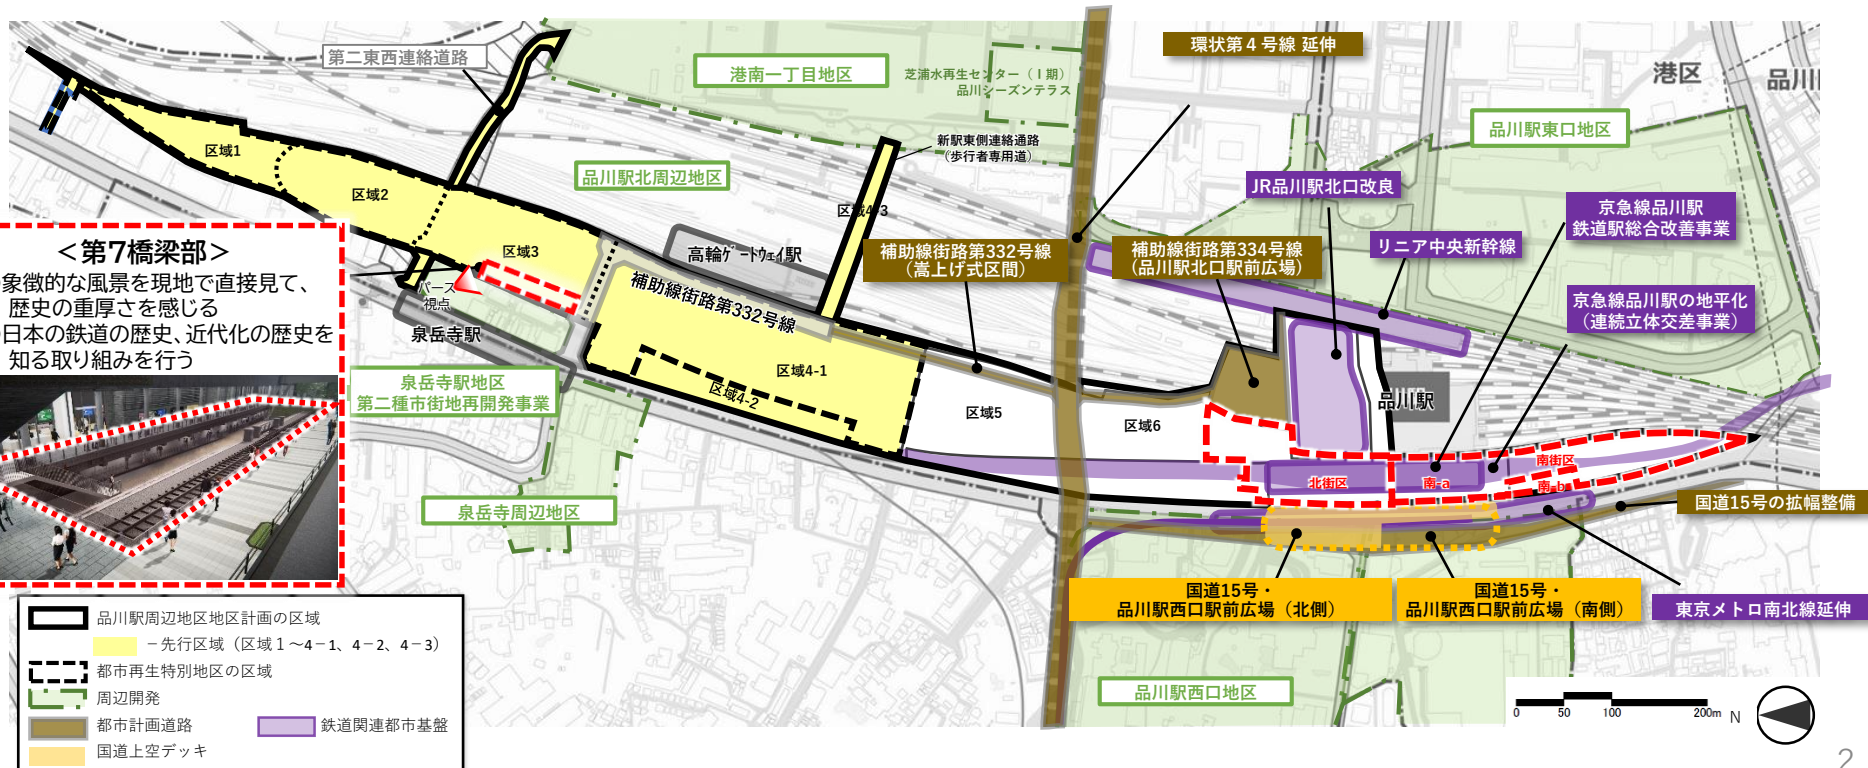 第二東西連絡道路
港南一丁目地区
芝浦水再生センター（Ⅰ期）
品川シーズンテラス
環状第４号線 延伸
港区
品川
品川駅東口地区
新駅東側連絡通路
（歩行者専用道）
区域1
区域2
品川駅北周辺地区
区域4-3
区域3
高輪ゲートウェイ駅
補助線街路第332号線
（嵩上げ式区間）
補助線街路第334号線
（品川駅北口駅前広場）
JR品川駅北口改良
リニア中央新幹線
京急線品川駅
鉄道駅総合改善事業
京急線品川駅の地平化
（連続立体交差事業）
＜第7橋梁部＞
象徴的な風景を現地で直接見て、
歴史の重厚さを感じる
日本の鉄道の歴史、近代化の歴史を
知る取り組みを行う
パース
視点
泉岳寺駅
補助線街路第332号線
泉岳寺駅地区
第二種市街地再開発事業
区域4-1
区域4-2
区域5
区域6
品川駅
北街区
南-a
南街区
南-b
泉岳寺周辺地区
国道15号の拡幅整備
国道15号・
品川駅西口駅前広場（北側）
国道15号・
品川駅西口駅前広場（南側）
東京メトロ南北線延伸
品川駅西口地区
品川駅周辺地区地区計画の区域
－先行区域（区域１～4－1、4－2、4－3）
都市再生特別地区の区域
周辺開発
都市計画道路
鉄道関連都市基盤
国道上空デッキ
0 50 100 200m N
2